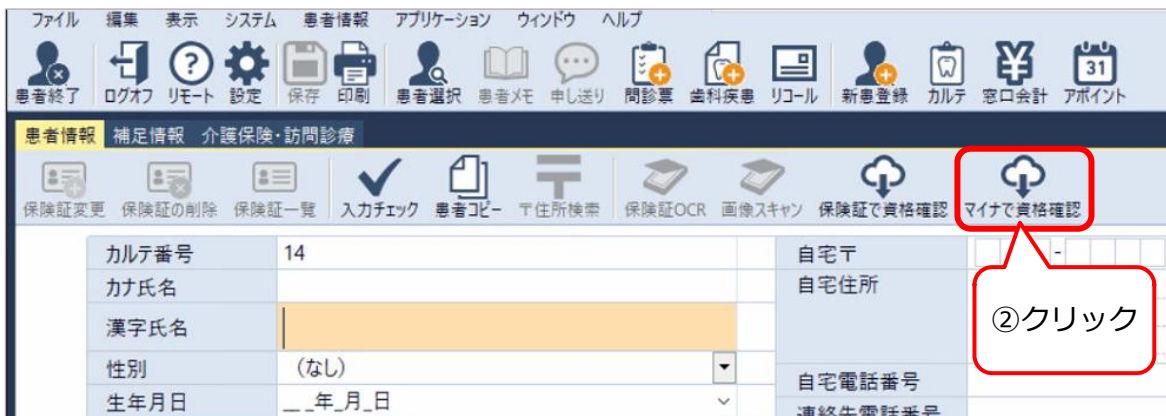 ファイル 編集 表示 システム 患者情報 アプリケーション ウィンドウ ヘルプ
患者終了 ログオフ リモート 設定 保存 印刷 患者選択 患者メモ 申し送り 問診票 歯科疾患 リコール 新患登録 カルテ 窓口会計 アポイント
31
患者情報 補足情報 介護保険・訪問診療
保険証変更 保険証の削除 保険証一覧 入力チェック 患者コピー 〒住所検索 保険証OCR 画像スキャン 保険証で資格確認 マイナで資格確認
カルテ番号 14 自宅〒 -
カナ氏名 自宅住所
漢字氏名
②クリック
性別 (なし)
自宅電話番号
生年月日 __年_月_日
連絡先電話番号